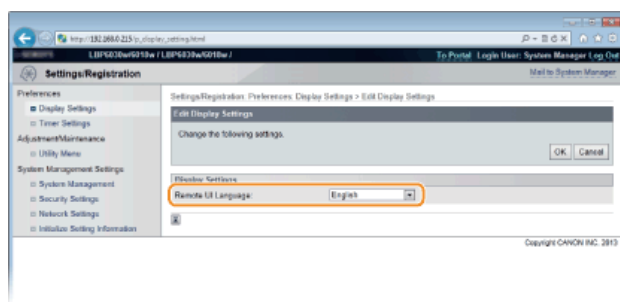 http://192.168.0.215/p_display_setting.html
LBP6030w/6018w / LBP6030w/6018w /
To Portal Login User: System Manager Log Out
Settings/Registration
Mail to System Manager
Preferences
Settings/Registration: Preferences: Display Settings > Edit Display Settings
Display Settings
Edit Display Settings
Timer Settings
Adjustment/Maintenance
Change the following settings.
Utility Menu
OK Cancel
System Management Settings
System Management
Display Settings
Security Settings
Remote UI Language: English
Network Settings
Initialize Setting Information
Copyright CANON INC. 2013